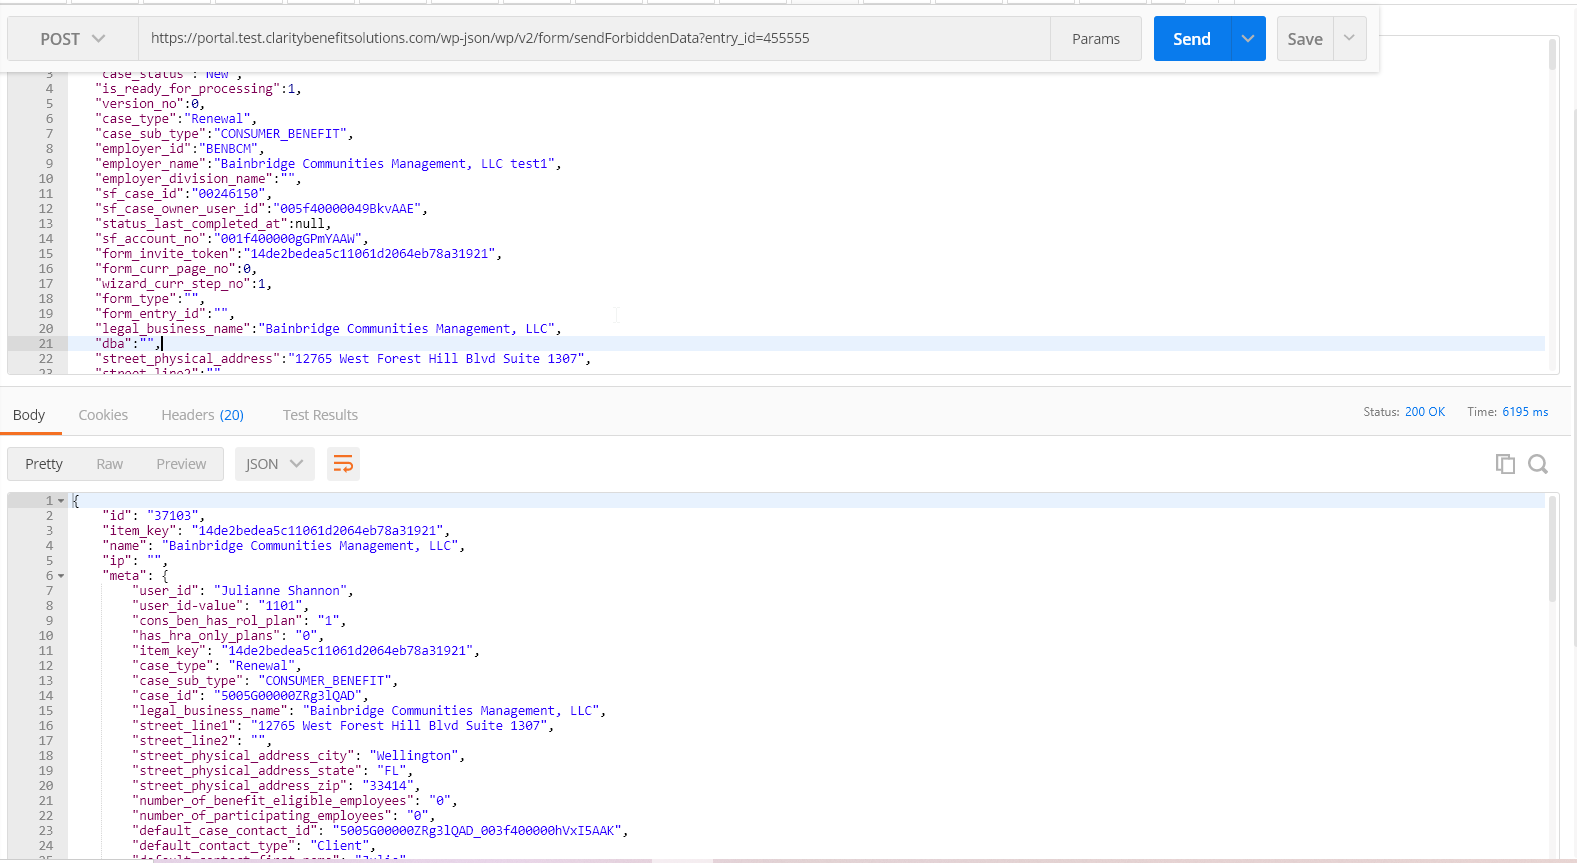 POST
https://portal.test.claritybenefitsolutions.com/wp-json/wp/v2/form/sendForbiddenData?entry_id=455555
Params
Send
Save
3 "case_status":"New",
4 "is_ready_for_processing":1,
5 "version_no":0,
6 "case_type":"Renewal",
7 "case_sub_type":"CONSUMER_BENEFIT",
8 "employer_id":"BENBCM",
9 "employer_name":"Bainbridge Communities Management, LLC test1",
10 "employer_division_name":"",
11 "sf_case_id":"00246150",
12 "sf_case_owner_user_id":"005f40000049BkvAAE",
13 "status_last_completed_at":null,
14 "sf_account_no":"001f400000gGPmYAAW",
15 "form_invite_token":"14de2bedea5c11061d2064eb78a31921",
16 "form_curr_page_no":0,
17 "wizard_curr_step_no":1,
18 "form_type":"",
19 "form_entry_id":"",
20 "legal_business_name":"Bainbridge Communities Management, LLC",
21 "dba":"",
22 "street_physical_address":"12765 West Forest Hill Blvd Suite 1307",
23 "street_line2":""
Body Cookies Headers (20) Test Results Status: 200 OK Time: 6195 ms
Pretty Raw Preview JSON
1 {
2 "id": "37103",
3 "item_key": "14de2bedea5c11061d2064eb78a31921",
4 "name": "Bainbridge Communities Management, LLC",
5 "ip": "",
6 "meta": {
7 "user_id": "Julianne Shannon",
8 "user_id-value": "1101",
9 "cons_ben_has_rol_plan": "1",
10 "has_hra_only_plans": "0",
11 "item_key": "14de2bedea5c11061d2064eb78a31921",
12 "case_type": "Renewal",
13 "case_sub_type": "CONSUMER_BENEFIT",
14 "case_id": "5005G00000ZRg3lQAD",
15 "legal_business_name": "Bainbridge Communities Management, LLC",
16 "street_line1": "12765 West Forest Hill Blvd Suite 1307",
17 "street_line2": "",
18 "street_physical_address_city": "Wellington",
19 "street_physical_address_state": "FL",
20 "street_physical_address_zip": "33414",
21 "number_of_benefit_eligible_employees": "0",
22 "number_of_participating_employees": "0",
23 "default_case_contact_id": "5005G00000ZRg3lQAD_003f400000hVxI5AAK",
24 "default_contact_type": "Client",
25 "default_contact_first_name": "Julie"